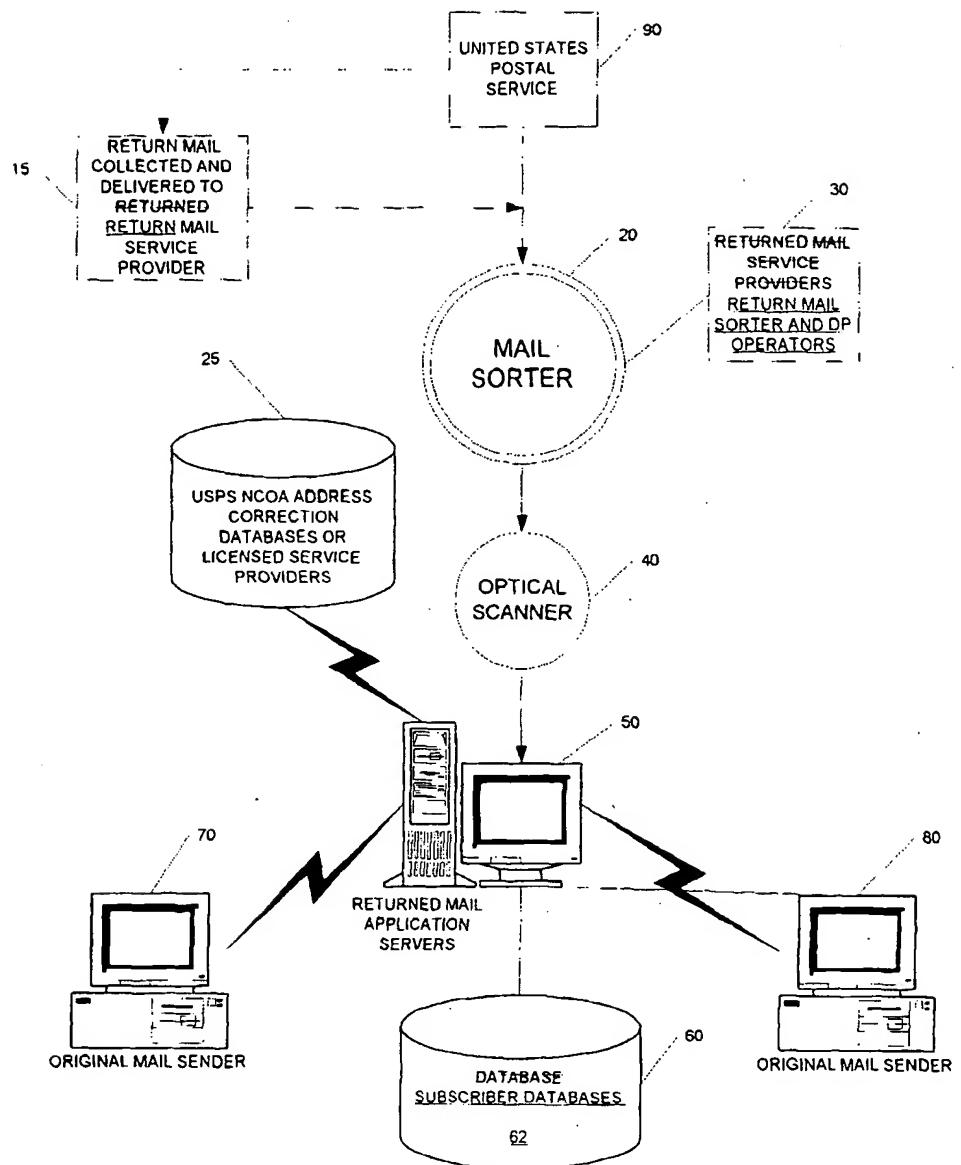 90
UNITED STATES
POSTAL
SERVICE
15
RETURN MAIL
COLLECTED AND
DELIVERED TO
RETURNED
RETURN MAIL
SERVICE
PROVIDER
20
30
RETURNED MAIL
SERVICE
PROVIDERS
RETURN MAIL
SORTER AND DP
OPERATORS
MAIL
SORTER
25
USPS NCOA ADDRESS
CORRECTION
DATABASES OR
LICENSED SERVICE
PROVIDERS
40
OPTICAL
SCANNER
50
70
80
RETURNED MAIL
APPLICATION
SERVERS
ORIGINAL MAIL SENDER
ORIGINAL MAIL SENDER
60
DATABASE
SUBSCRIBER DATABASES
62